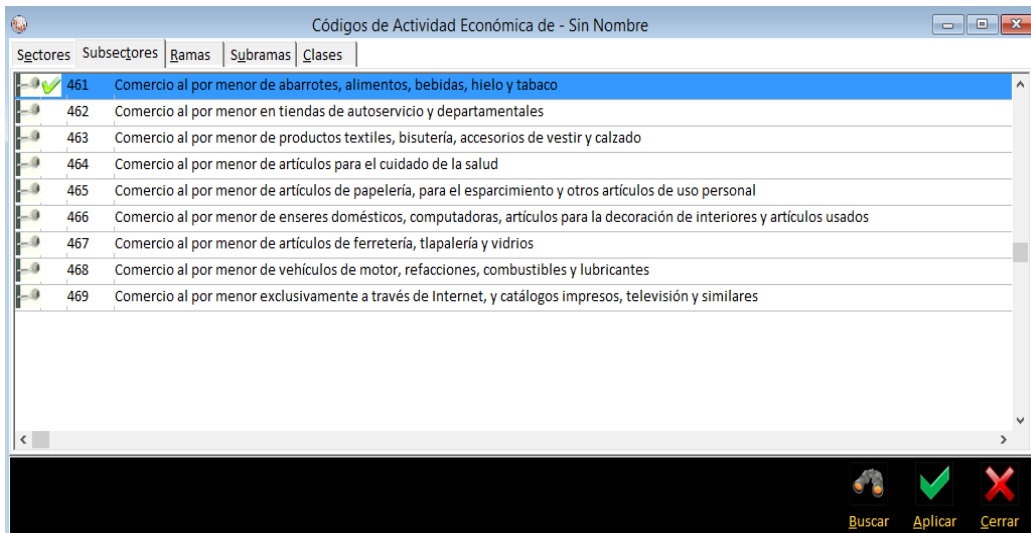 Códigos de Actividad Económica de - Sin Nombre
Sectores Subsectores Ramas Subramas Clases
461 Comercio al por menor de abarrotes, alimentos, bebidas, hielo y tabaco
462 Comercio al por menor en tiendas de autoservicio y departamentales
463 Comercio al por menor de productos textiles, bisutería, accesorios de vestir y calzado
464 Comercio al por menor de artículos para el cuidado de la salud
465 Comercio al por menor de artículos de papelería, para el esparcimiento y otros artículos de uso personal
466 Comercio al por menor de enseres domésticos, computadoras, artículos para la decoración de interiores y artículos usados
467 Comercio al por menor de artículos de ferretería, tlapalería y vidrios
468 Comercio al por menor de vehículos de motor, refacciones, combustibles y lubricantes
469 Comercio al por menor exclusivamente a través de Internet, y catálogos impresos, televisión y similares
Buscar Aplicar Cerrar